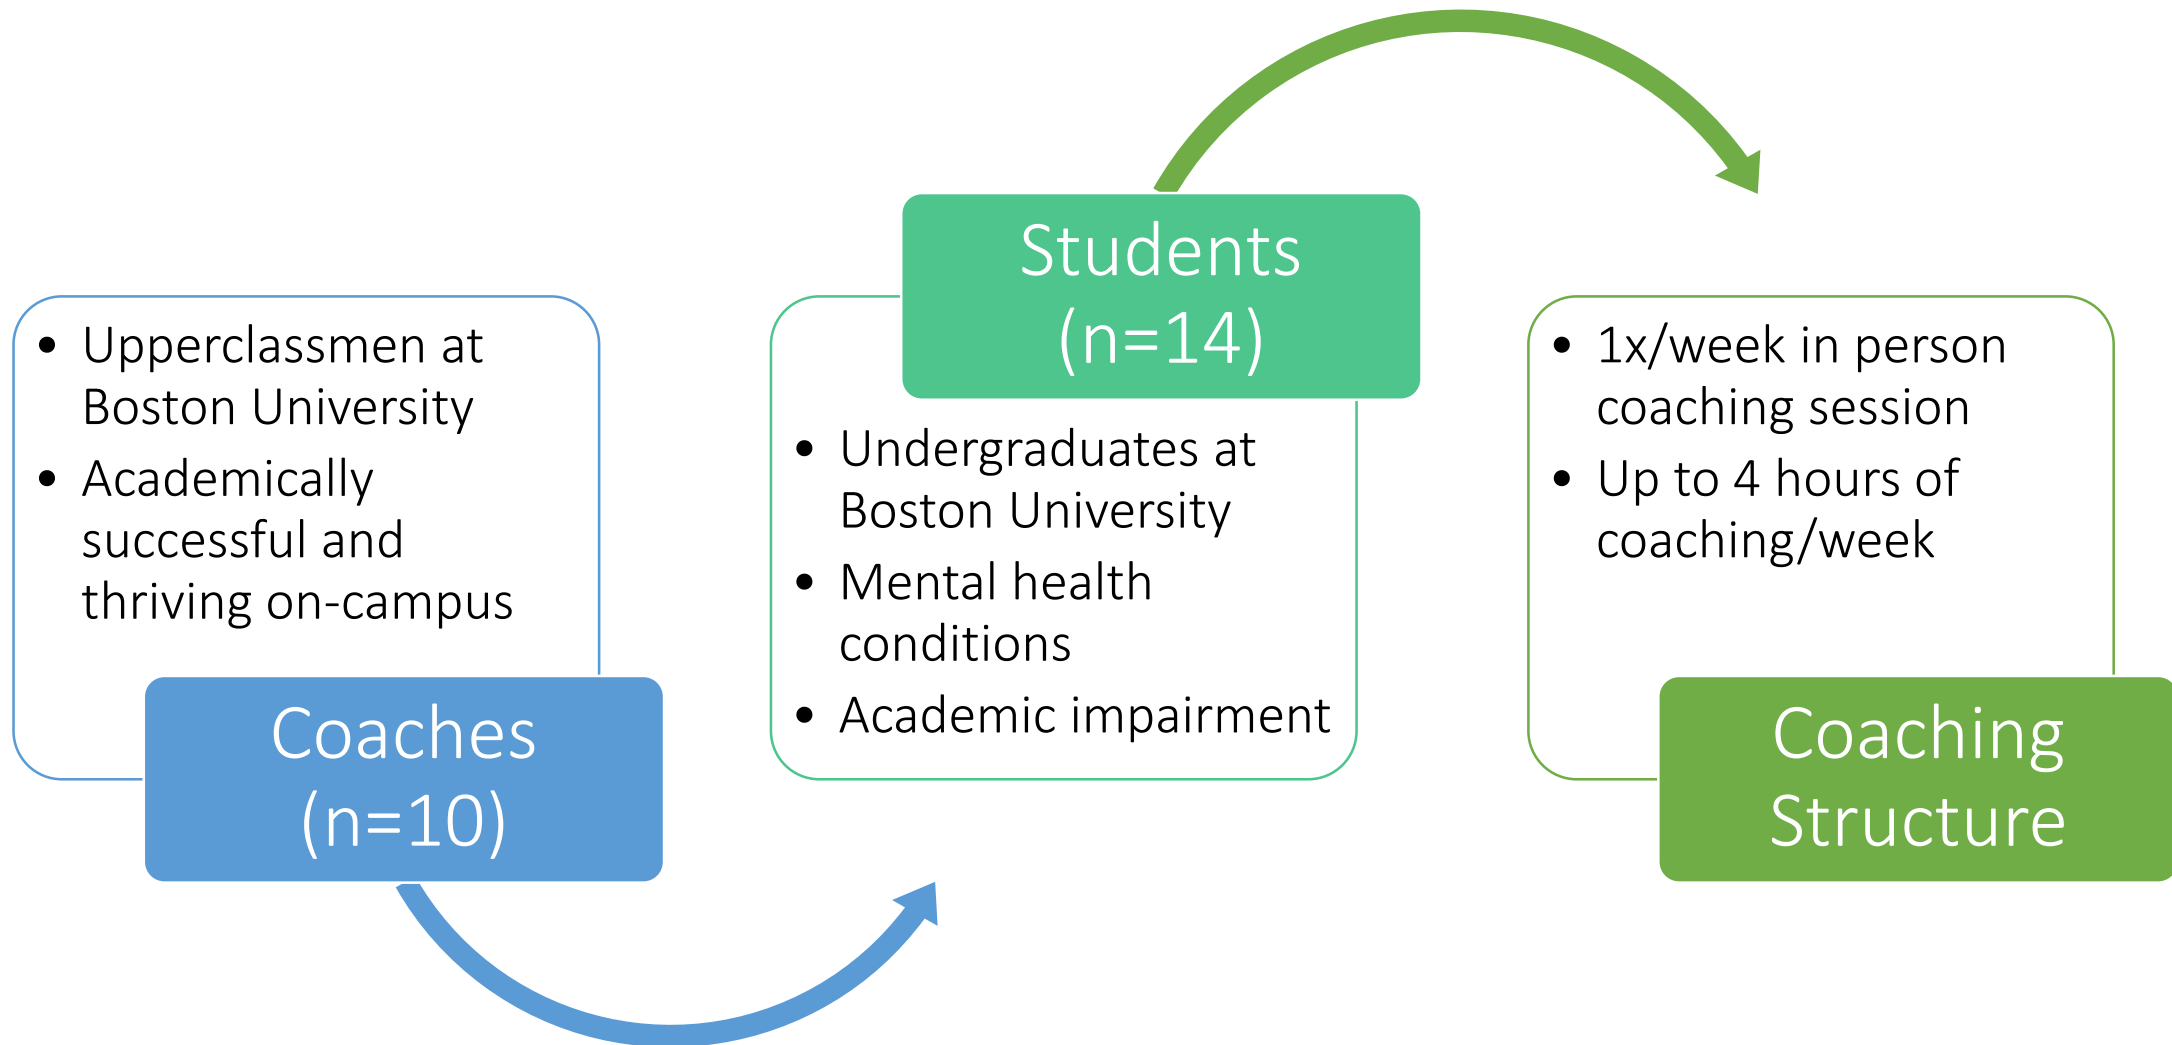 • Upperclassmen at
Boston University
• Academically
successful and
thriving on-campus
Coaches
(n=10)
Students
(n=14)
• Undergraduates at
Boston University
• Mental health
conditions
• Academic impairment
• 1x/week in person
coaching session
• Up to 4 hours of
coaching/week
Coaching
Structure